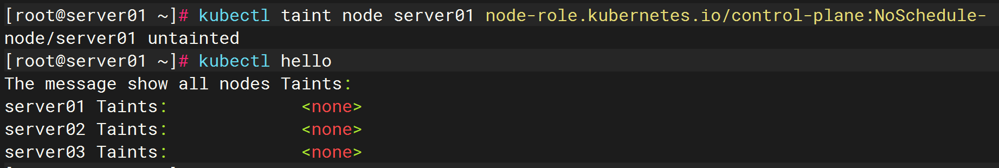 [root@server01 ~]# kubectl taint node server01 node-role.kubernetes.io/control-plane:NoSchedule-
node/server01 untainted
[root@server01 ~]# kubectl hello
The message show all nodes Taints:
server01 Taints:             <none>
server02 Taints:             <none>
server03 Taints:             <none>